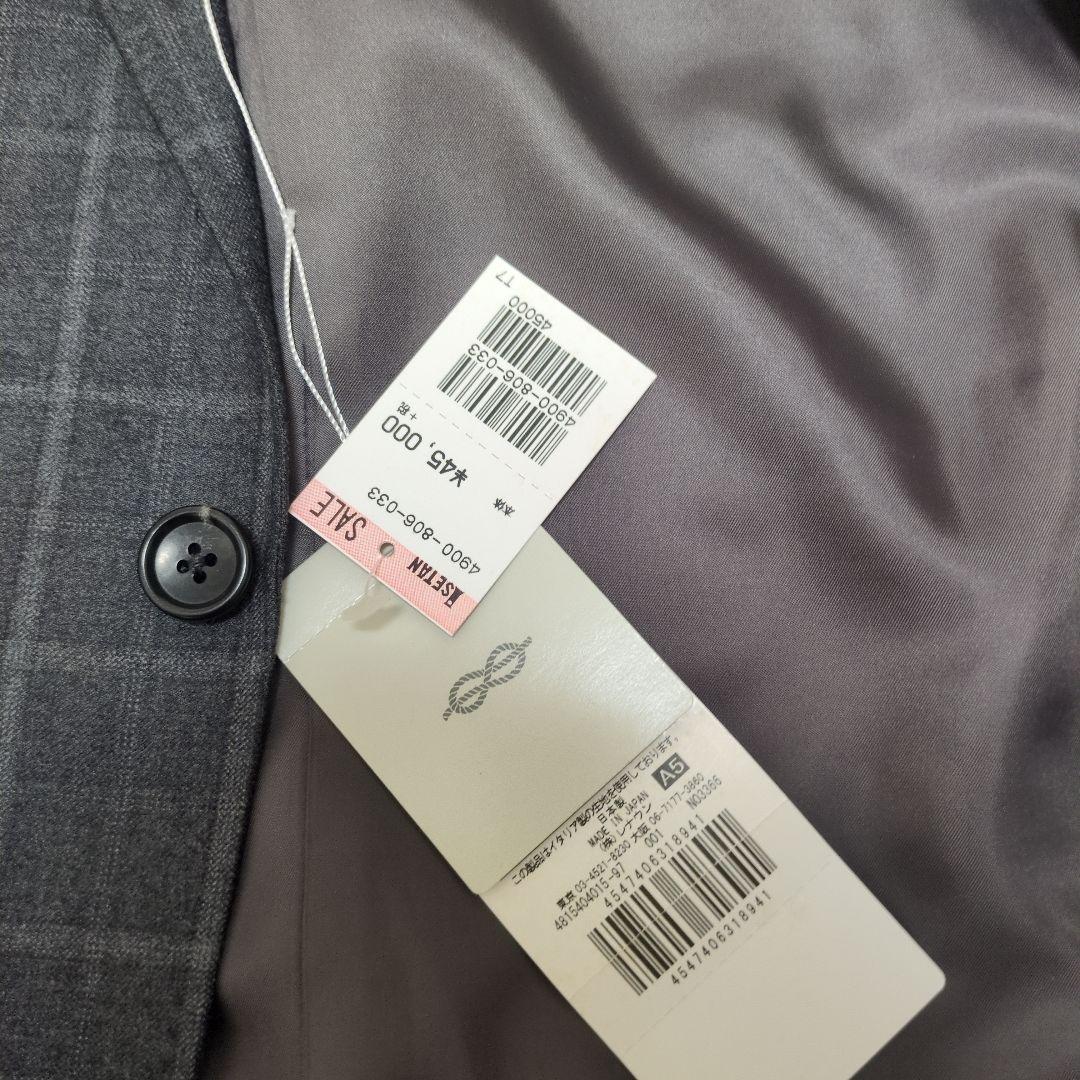 iSETAN SALE
4900-806-033
本体
¥45,000
+税
4900-806-033
45000
T7
この製品はイタリア製の生地を使用しております。
日本製
MADE IN JAPAN
A5
(株)レナウン
東京 03-4521-8230 大阪 06-7177-3860
4815404015-97 001 N03366
4547406318941
4547406318941